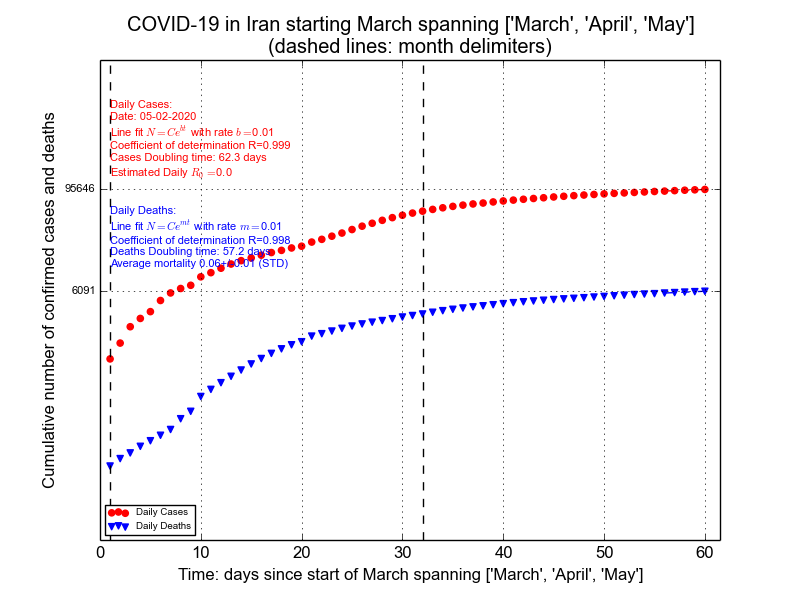 COVID-19 in Iran starting March spanning ['March', 'April', 'May']
(dashed lines: month delimiters)
Daily Cases:
Date: 05-02-2020
Line fit N = Ce^{bt} with rate b = 0.01
Coefficient of determination R=0.999
Cases Doubling time: 62.3 days
Estimated Daily R_0 = 0.0
95646
Daily Deaths:
Line fit N = Ce^{mt} with rate m = 0.01
Coefficient of determination R=0.998
Deaths Doubling time: 57.2 days
Average mortality 0.06+/-0.01 (STD)
6091
Cumulative number of confirmed cases and deaths
Daily Cases
Daily Deaths
0 10 20 30 40 50 60
Time: days since start of March spanning ['March', 'April', 'May']